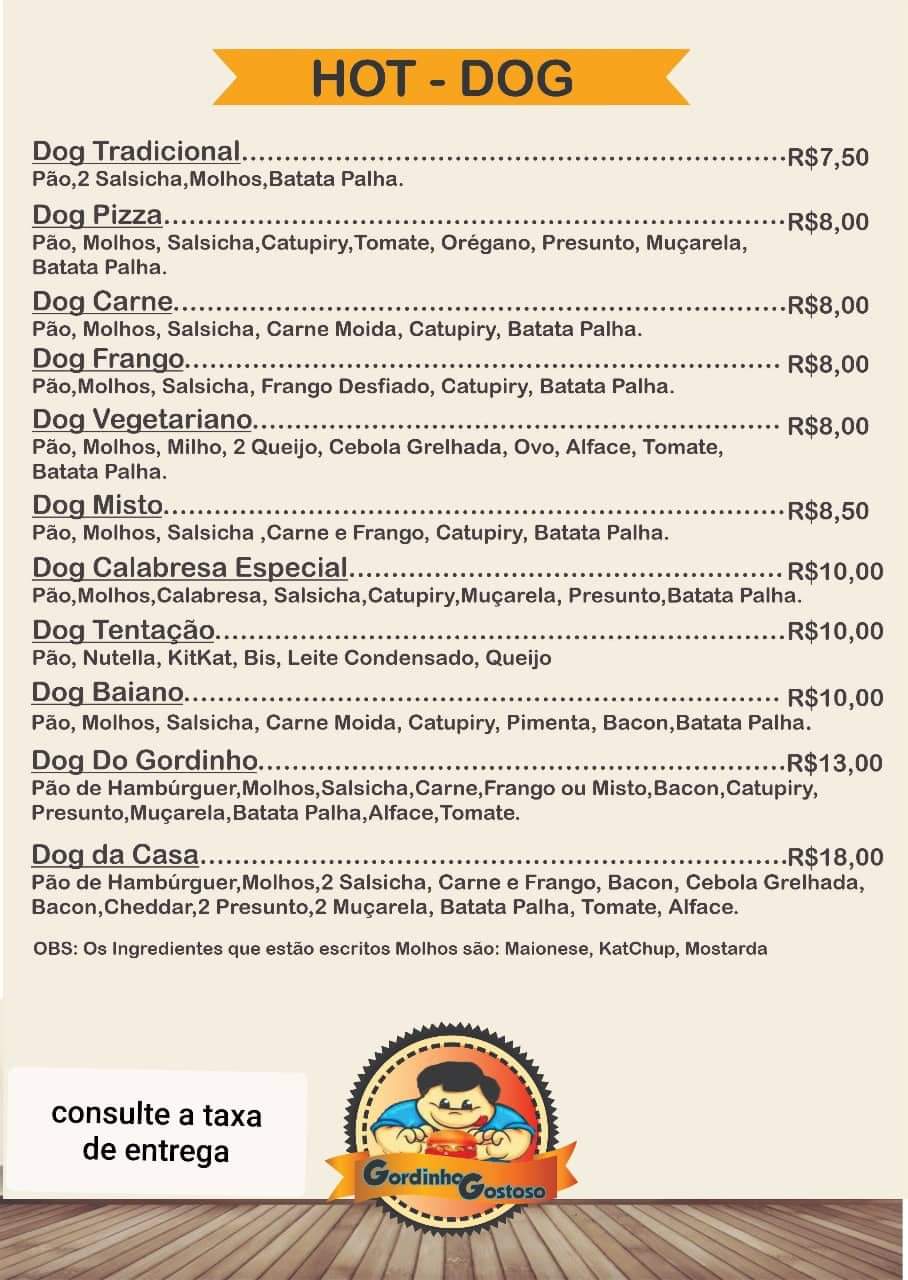 HOT - DOG
Dog Tradicional.................................................................R$7,50
Pão,2 Salsicha,Molhos,Batata Palha.
Dog Pizza..........................................................................R$8,00
Pão, Molhos, Salsicha,Catupiry,Tomate, Orégano, Presunto, Muçarela,
Batata Palha.
Dog Carne.........................................................................R$8,00
Pão, Molhos, Salsicha, Carne Moida, Catupiry, Batata Palha.
Dog Frango....................................................................... R$8,00
Pão,Molhos, Salsicha, Frango Desfiado, Catupiry, Batata Palha.
Dog Vegetariano............................................................... R$8,00
Pão, Molhos, Milho, 2 Queijo, Cebola Grelhada, Ovo, Alface, Tomate,
Batata Palha.
Dog Misto..........................................................................R$8,50
Pão, Molhos, Salsicha ,Carne e Frango, Catupiry, Batata Palha.
Dog Calabresa Especial.................................................... R$10,00
Pão,Molhos,Calabresa, Salsicha,Catupiry,Muçarela, Presunto,Batata Palha.
Dog Tentação....................................................................R$10,00
Pão, Nutella, KitKat, Bis, Leite Condensado, Queijo
Dog Baiano....................................................................... R$10,00
Pão, Molhos, Salsicha, Carne Moida, Catupiry, Pimenta, Bacon,Batata Palha.
Dog Do Gordinho...............................................................R$13,00
Pão de Hambúrguer,Molhos,Salsicha,Carne,Frango ou Misto,Bacon,Catupiry,
Presunto,Muçarela,Batata Palha,Alface,Tomate.
Dog da Casa......................................................................R$18,00
Pão de Hambúrguer,Molhos,2 Salsicha, Carne e Frango, Bacon, Cebola Grelhada,
Bacon,Cheddar,2 Presunto,2 Muçarela, Batata Palha, Tomate, Alface.
OBS: Os Ingredientes que estão escritos Molhos são: Maionese, KatChup, Mostarda
consulte a taxa
de entrega
Gordinho
Gostoso